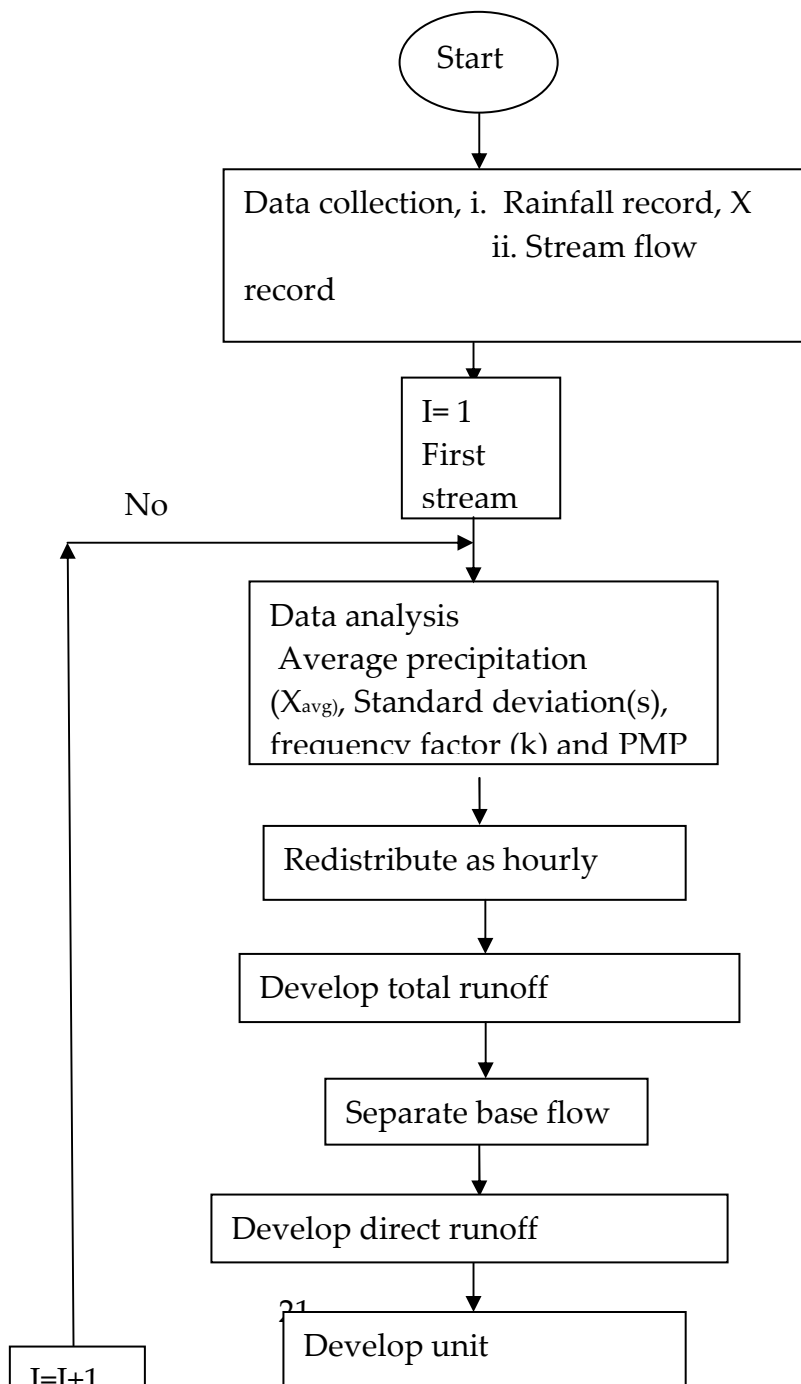 Start
Data collection, i. Rainfall record, X
ii. Stream flow
record
I= 1
First
stream
No
Data analysis
Average precipitation
(Xavg), Standard deviation(s),
frequency factor (k) and PMP
Redistribute as hourly
Develop total runoff
Separate base flow
Develop direct runoff
21
Develop unit
I=I+1